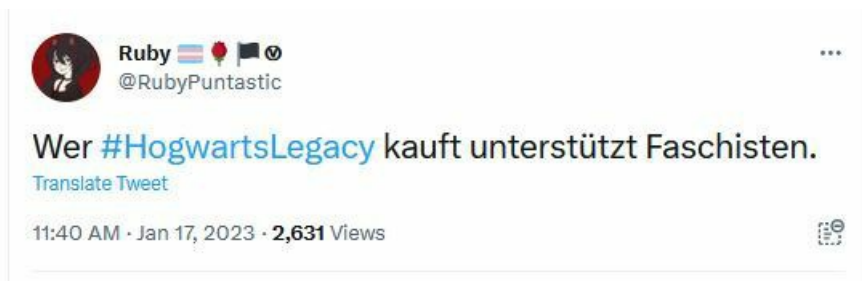 Ruby 🏳️‍⚧️🌹🏴Ⓥ
@RubyPuntastic
Wer #HogwartsLegacy kauft unterstützt Faschisten.
Translate Tweet
11:40 AM · Jan 17, 2023 · 2,631 Views